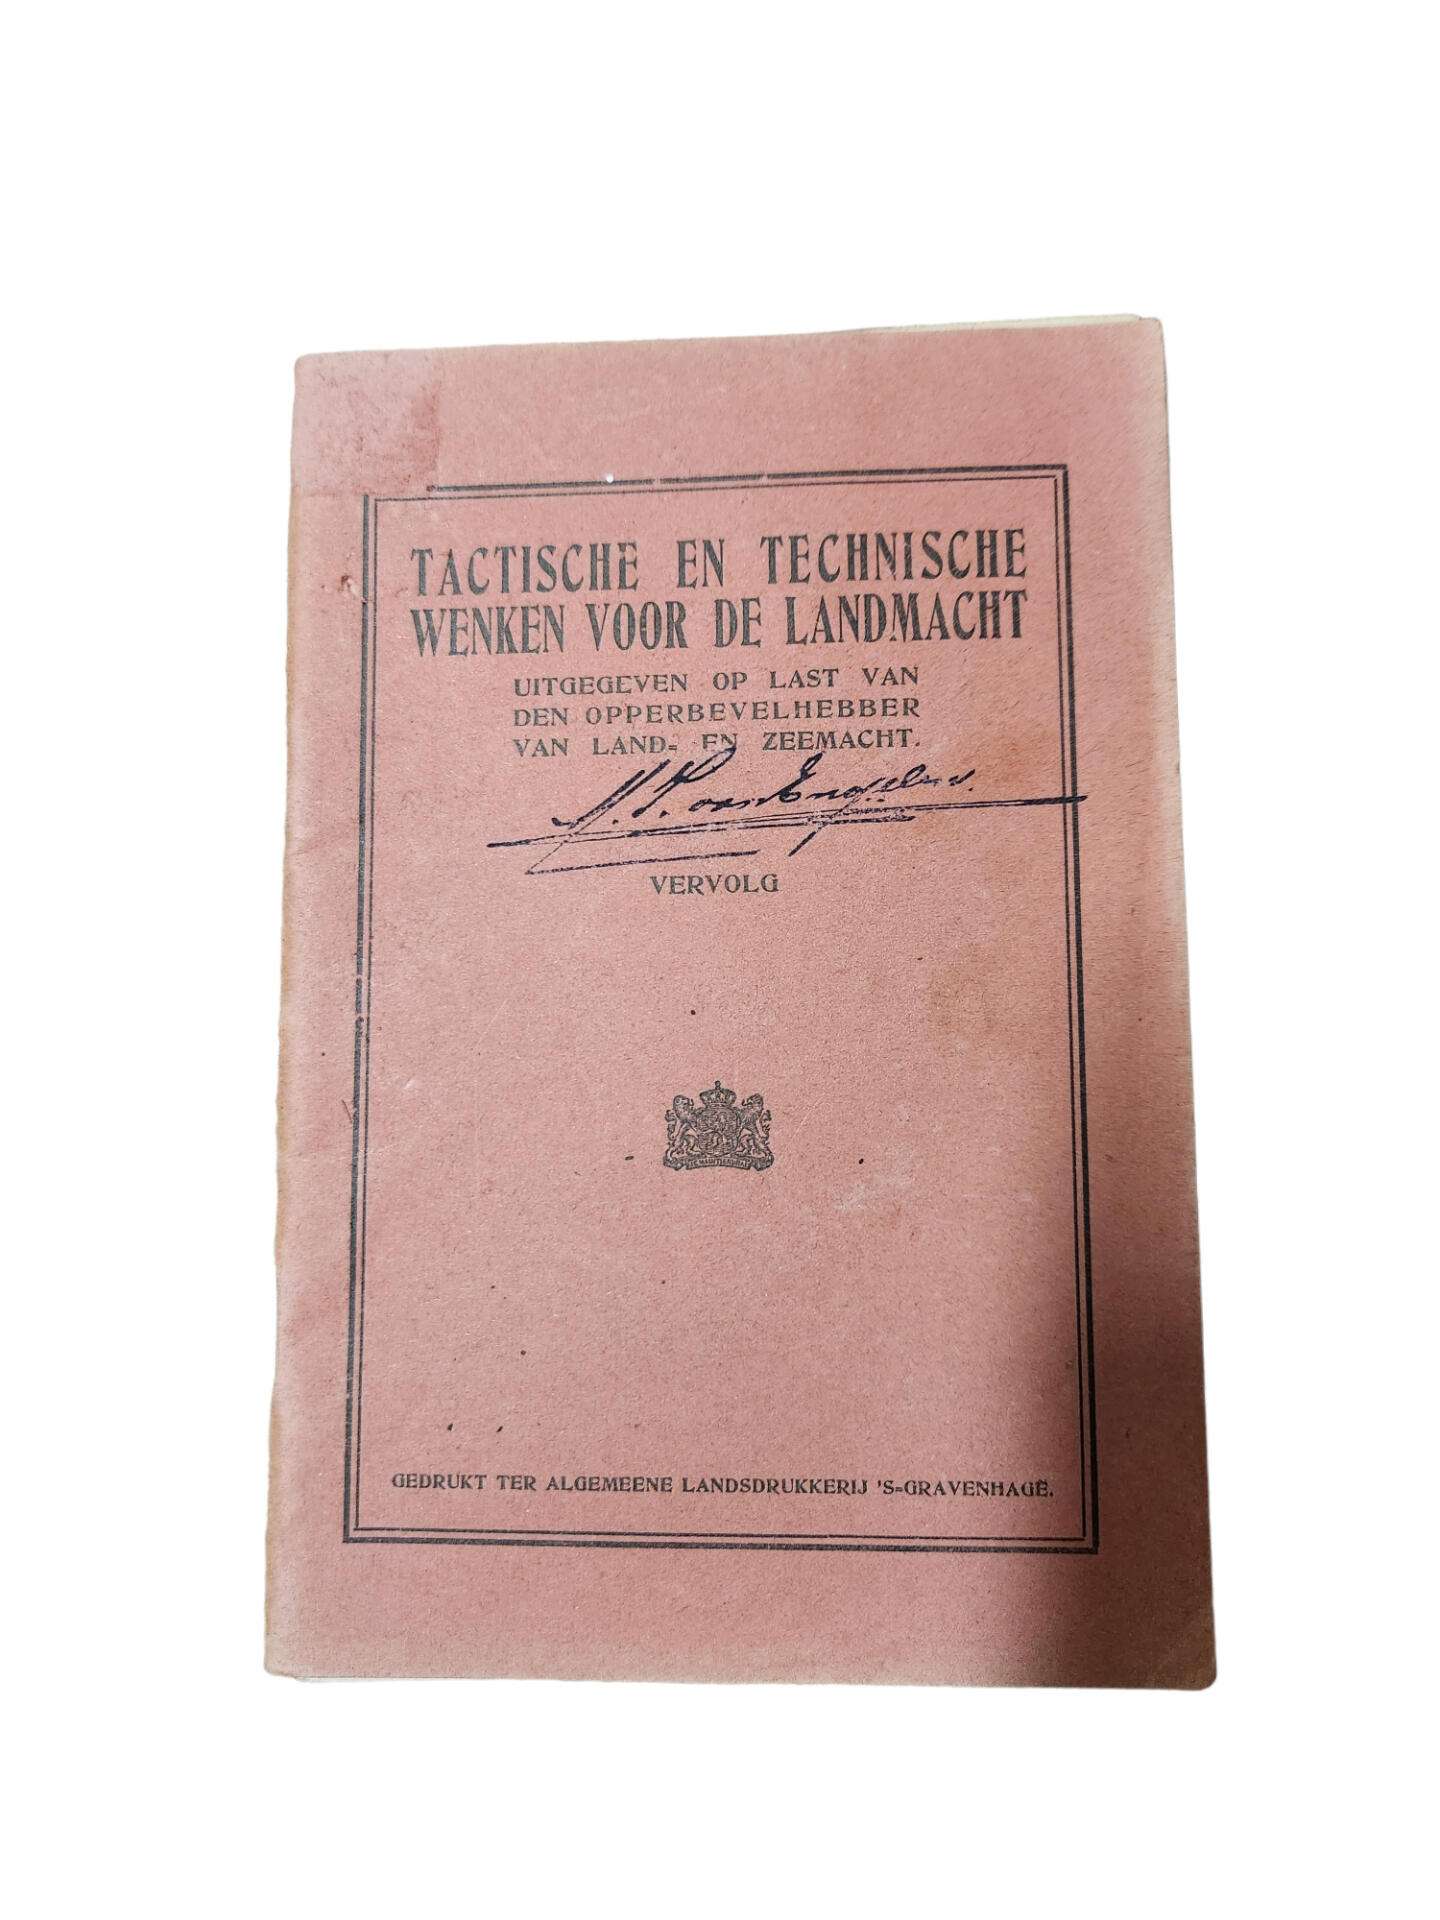 TACTISCHE EN TECHNISCHE
WENKEN VOOR DE LANDMACHT
UITGEGEVEN OP LAST VAN
DEN OPPERBEVELHEBBER
VAN LAND- EN ZEEMACHT.
van
VERVOLG
GEDRUKT TER ALGEMEENE LANDSDRUKKERIJ 'S-GRAVENHAGE.